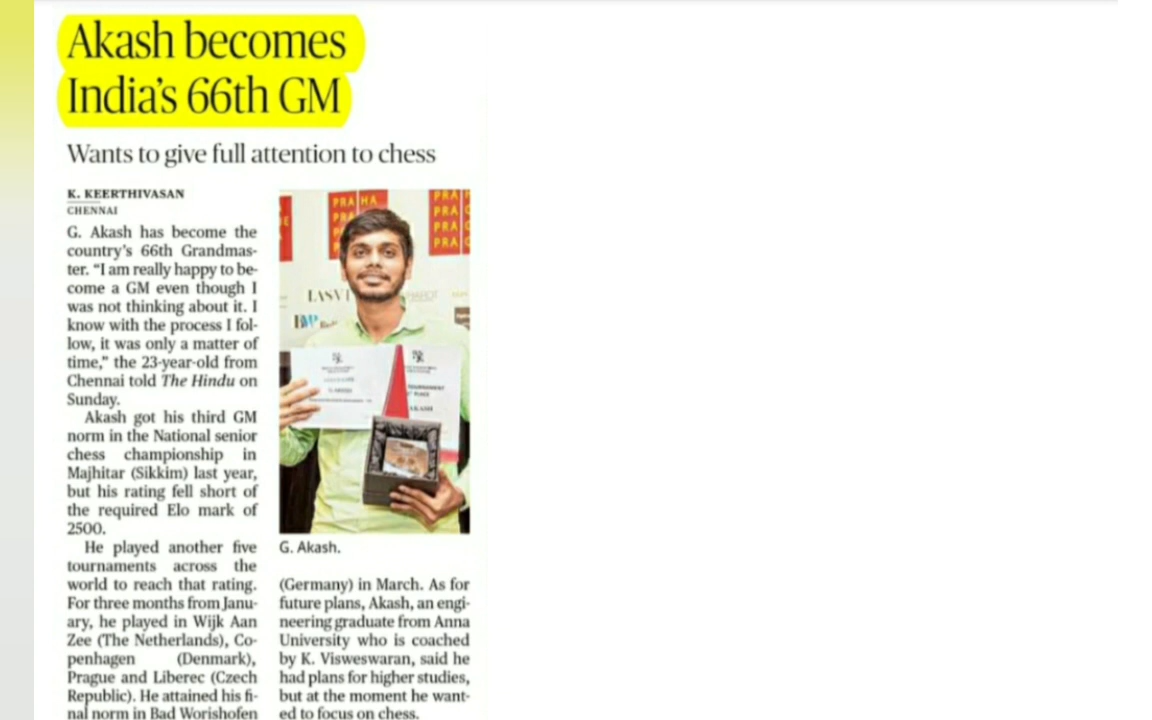 Akash becomes
India's 66th GM
Wants to give full attention to chess
K. KEERTHIVASAN
CHENNAI
G. Akash has become the
country's 66th Grandmas-
ter. “I am really happy to be-
come a GM even though I
was not thinking about it. I
know with the process I fol-
low, it was only a matter of
time,” the 23-year-old from
Chennai told The Hindu on
Sunday.
Akash got his third GM
norm in the National senior
chess championship in
Majhitar (Sikkim) last year,
but his rating fell short of
the required Elo mark of
2500.
He played another five
tournaments across the
world to reach that rating.
For three months from Janu-
ary, he played in Wijk Aan
Zee (The Netherlands), Co-
penhagen (Denmark),
Prague and Liberec (Czech
Republic). He attained his fi-
nal norm in Bad Worishofen
PRA HA
PRA
PRA
PRA
PRA
PRA
PRA G
AKASH
G. Akash.
(Germany) in March. As for
future plans, Akash, an engi-
neering graduate from Anna
University who is coached
by K. Visweswaran, said he
had plans for higher studies,
but at the moment he want-
ed to focus on chess.